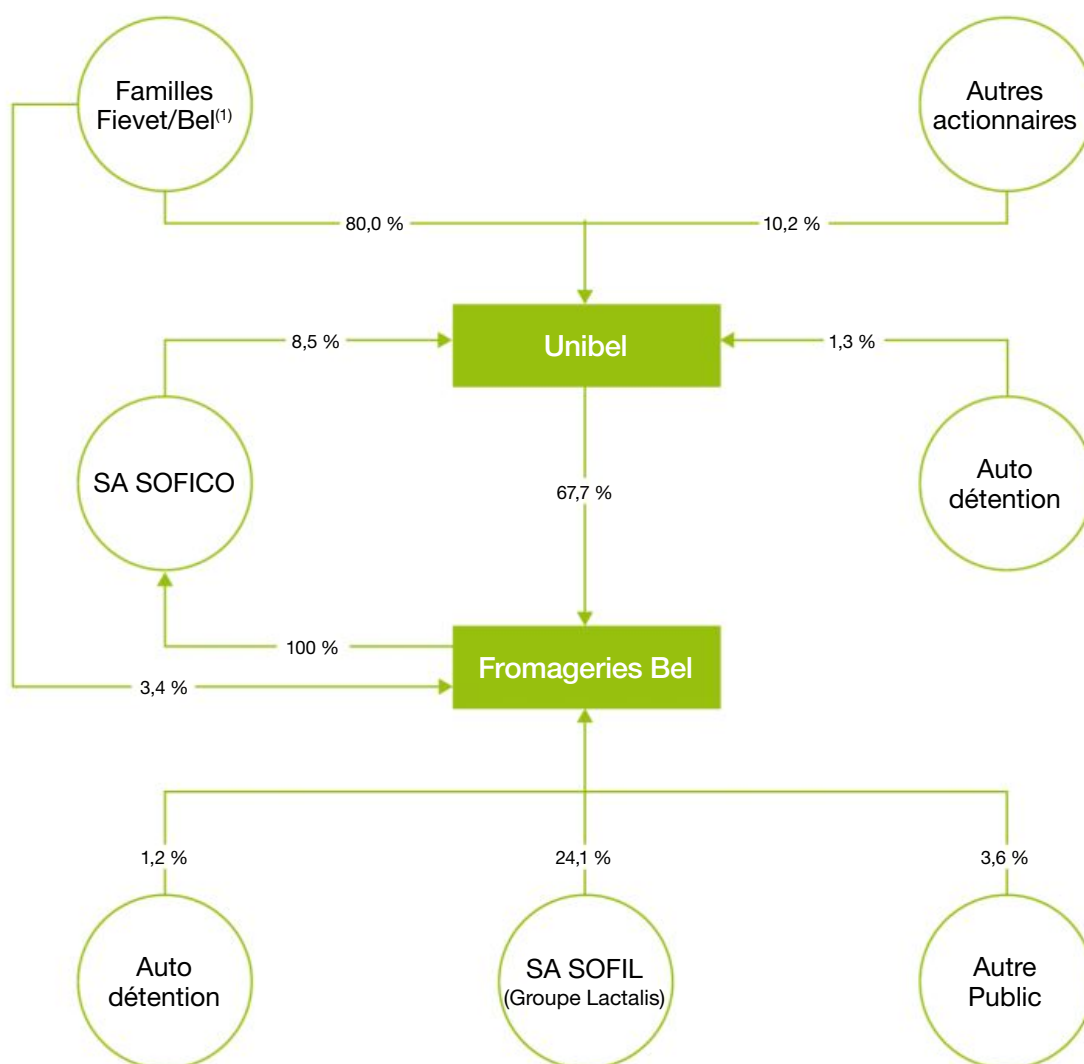 Familles
Fievet/Bel(1)
Autres
actionnaires
80,0 %
10,2 %
8,5 %
Unibel
1,3 %
SA SOFICO
67,7 %
Auto
détention
100 %
Fromageries Bel
3,4 %
1,2 %
24,1 %
3,6 %
Auto
détention
SA SOFIL
(Groupe Lactalis)
Autre
Public